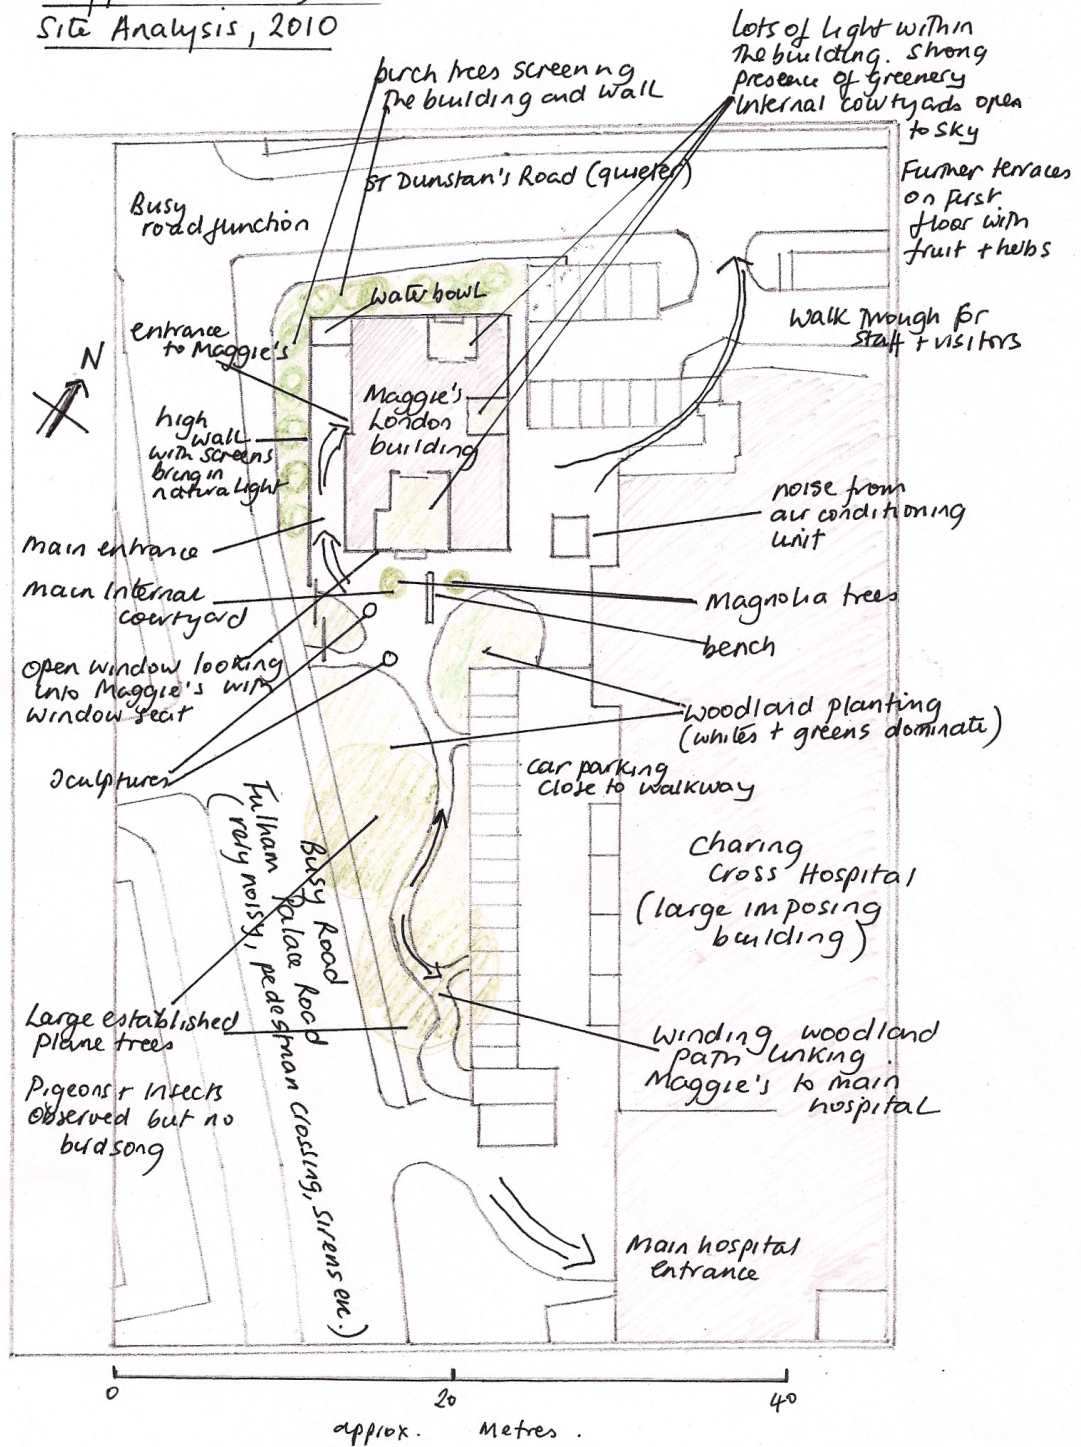 Site Analysis, 2010
birch trees screening
the building and wall
Lots of light within
the building. Strong
presence of greenery
Internal courtyards open
to sky
St Dunstan's Road (quieter)
Further terraces
on first
floor with
fruit + herbs
Busy
road junction
water bowl
entrance
to Maggie's
walk through for
staff + visitors
N
Maggie's
London
building
high
wall
with screens
bring in
natural light
noise from
air conditioning
unit
main entrance
main internal
courtyard
Magnolia trees
bench
open window looking
into Maggie's with
window seat
woodland planting
(whites + greens dominate)
Sculptures
car parking
close to walkway
Busy Road
Fulham Palace Road
(very noisy, pedestrian crossing, sirens etc.)
Charing
Cross Hospital
(large imposing
building)
Large established
plane trees
winding woodland
path linking
Maggie's to main
hospital
Pigeons + insects
observed but no
birdsong
Main hospital
entrance
0 20 40
approx. Metres.